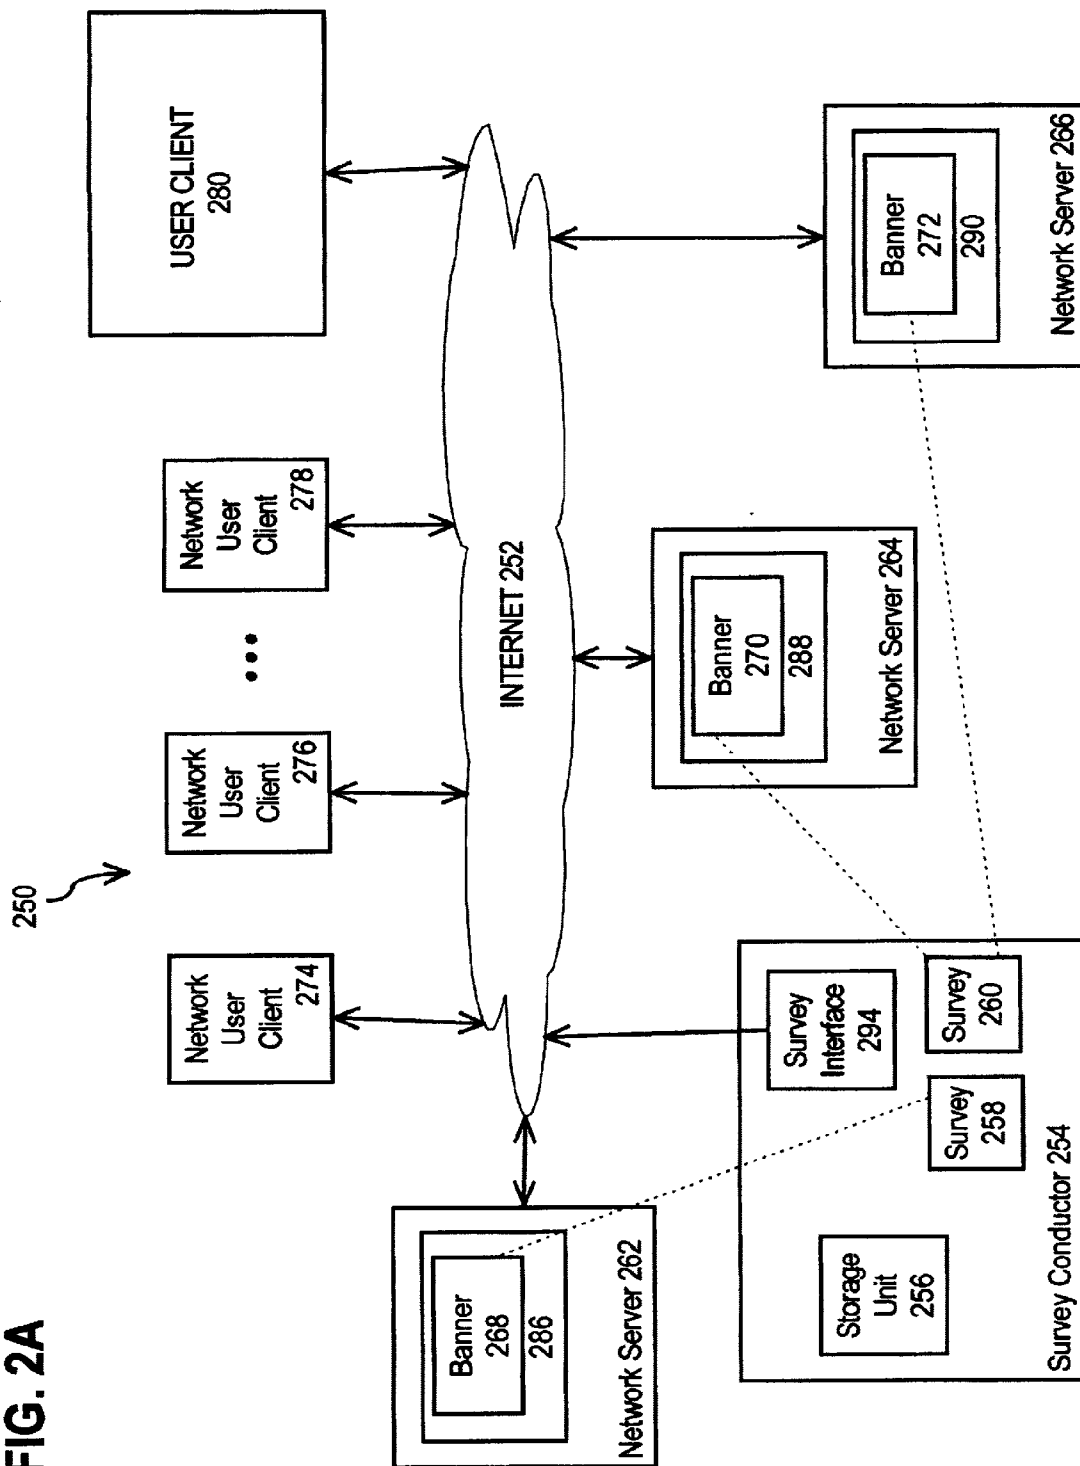 FIG. 2A
250
Network
User
Client
274
Network
User
Client
276
Network
User
Client
278
USER CLIENT
280
INTERNET 252
Banner
268
286
Network Server 262
Banner
270
288
Network Server 264
Banner
272
290
Network Server 266
Survey
Interface
294
Storage
Unit
256
Survey
258
Survey
260
Survey Conductor 254